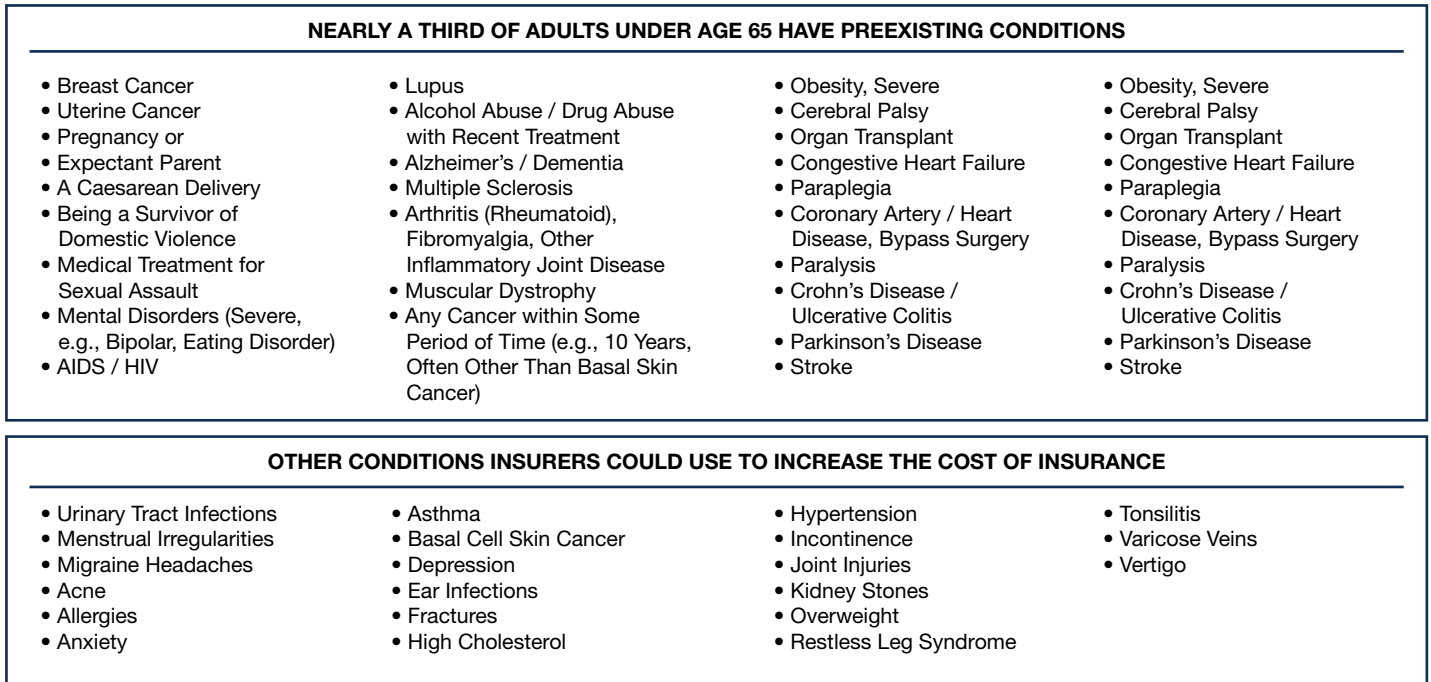 NEARLY A THIRD OF ADULTS UNDER AGE 65 HAVE PREEXISTING CONDITIONS
• Breast Cancer
• Uterine Cancer
• Pregnancy or
• Expectant Parent
• A Caesarean Delivery
• Being a Survivor of
Domestic Violence
• Medical Treatment for
Sexual Assault
• Mental Disorders (Severe,
e.g., Bipolar, Eating Disorder)
• AIDS / HIV
• Lupus
• Alcohol Abuse / Drug Abuse
with Recent Treatment
• Alzheimer’s / Dementia
• Multiple Sclerosis
• Arthritis (Rheumatoid),
Fibromyalgia, Other
Inflammatory Joint Disease
• Muscular Dystrophy
• Any Cancer within Some
Period of Time (e.g., 10 Years,
Often Other Than Basal Skin
Cancer)
• Obesity, Severe
• Cerebral Palsy
• Organ Transplant
• Congestive Heart Failure
• Paraplegia
• Coronary Artery / Heart
Disease, Bypass Surgery
• Paralysis
• Crohn’s Disease /
Ulcerative Colitis
• Parkinson’s Disease
• Stroke
• Obesity, Severe
• Cerebral Palsy
• Organ Transplant
• Congestive Heart Failure
• Paraplegia
• Coronary Artery / Heart
Disease, Bypass Surgery
• Paralysis
• Crohn’s Disease /
Ulcerative Colitis
• Parkinson’s Disease
• Stroke
OTHER CONDITIONS INSURERS COULD USE TO INCREASE THE COST OF INSURANCE
• Urinary Tract Infections
• Menstrual Irregularities
• Migraine Headaches
• Acne
• Allergies
• Anxiety
• Asthma
• Basal Cell Skin Cancer
• Depression
• Ear Infections
• Fractures
• High Cholesterol
• Hypertension
• Incontinence
• Joint Injuries
• Kidney Stones
• Overweight
• Restless Leg Syndrome
• Tonsilitis
• Varicose Veins
• Vertigo